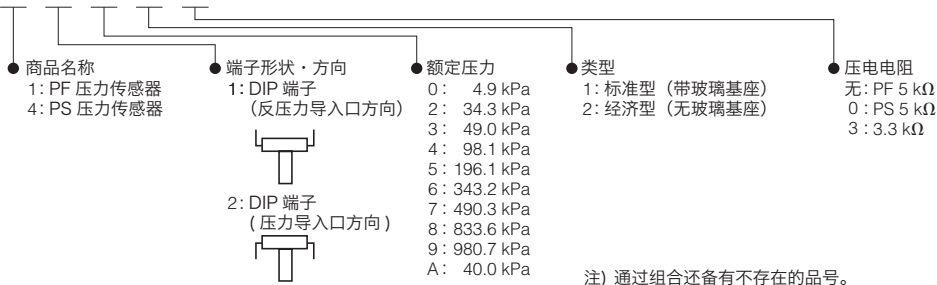 商品名称
1: PF 压力传感器
4: PS 压力传感器
端子形状・方向
1: DIP 端子
(反压力导入口方向)
2: DIP 端子
( 压力导入口方向 )
额定压力
0: 4.9 kPa
2: 34.3 kPa
3: 49.0 kPa
4: 98.1 kPa
5: 196.1 kPa
6: 343.2 kPa
7: 490.3 kPa
8: 833.6 kPa
9: 980.7 kPa
A: 40.0 kPa
类型
1: 标准型（带玻璃基座）
2: 经济型（无玻璃基座）
压电电阻
无: PF 5 kΩ
0: PS 5 kΩ
3: 3.3 kΩ
注) 通过组合还备有不存在的品号。